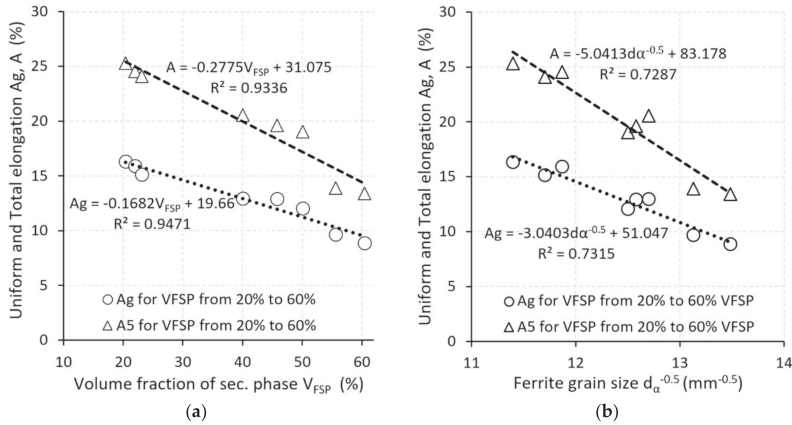 Uniform and Total elongation Ag, A (%)
30
25
20
15
10
5
0
A = -0.2775VFSP + 31.075
R² = 0.9336
Ag = -0.1682VFSP + 19.66
R² = 0.9471
Ag for VFSP from 20% to 60%
A5 for VFSP from 20% to 60%
10 20 30 40 50 60
Volume fraction of sec. phase VFSP (%)
(a)
Uniform and Total elongation Ag, A (%)
30
25
20
15
10
5
0
A = -5.0413dα⁻⁰·⁵ + 83.178
R² = 0.7287
Ag = -3.0403dα⁻⁰·⁵ + 51.047
R² = 0.7315
Ag for VFSP from 20% to 60% VFSP
A5 for VFSP from 20% to 60% VFSP
11 12 13 14
Ferrite grain size dα⁻⁰·⁵ (mm⁻⁰·⁵)
(b)